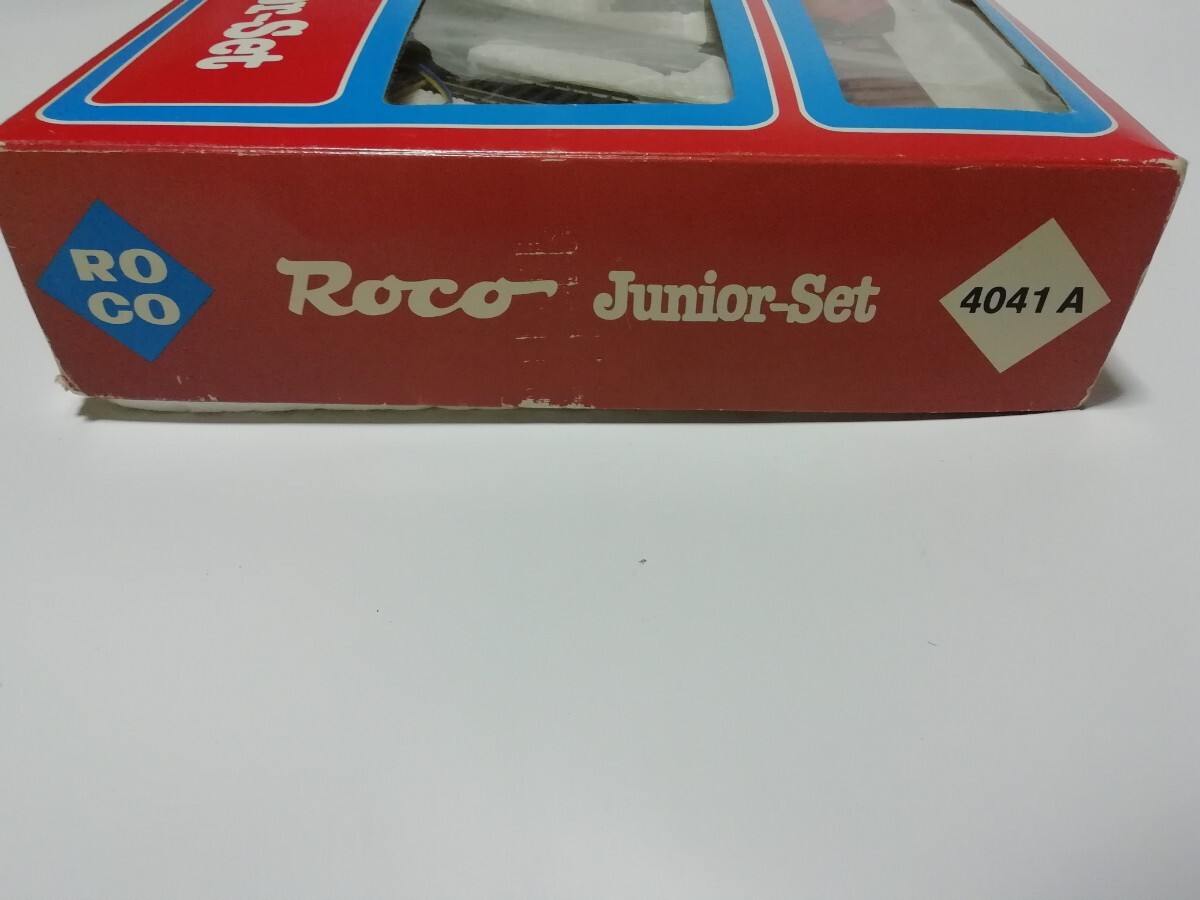 r-Set
RO
CO
Roco Junior-Set
4041 A